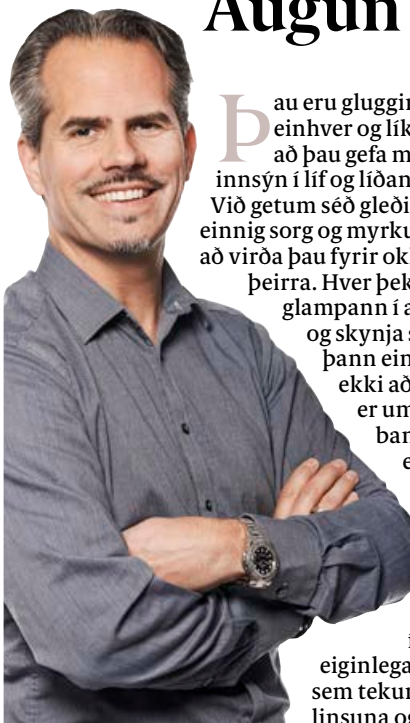 Augun
Þau eru gluggin
einhver og lík
að þau gefa m
innsýn í líf og líðan
Við getum séð gleði
einnig sorg og myrku
að virða þau fyrir ok
þeirra. Hver þek
glampann í a
og skynja s
þann ein
ekki að
er um
ban
e
eiginlega
sem tekur
linsuna og